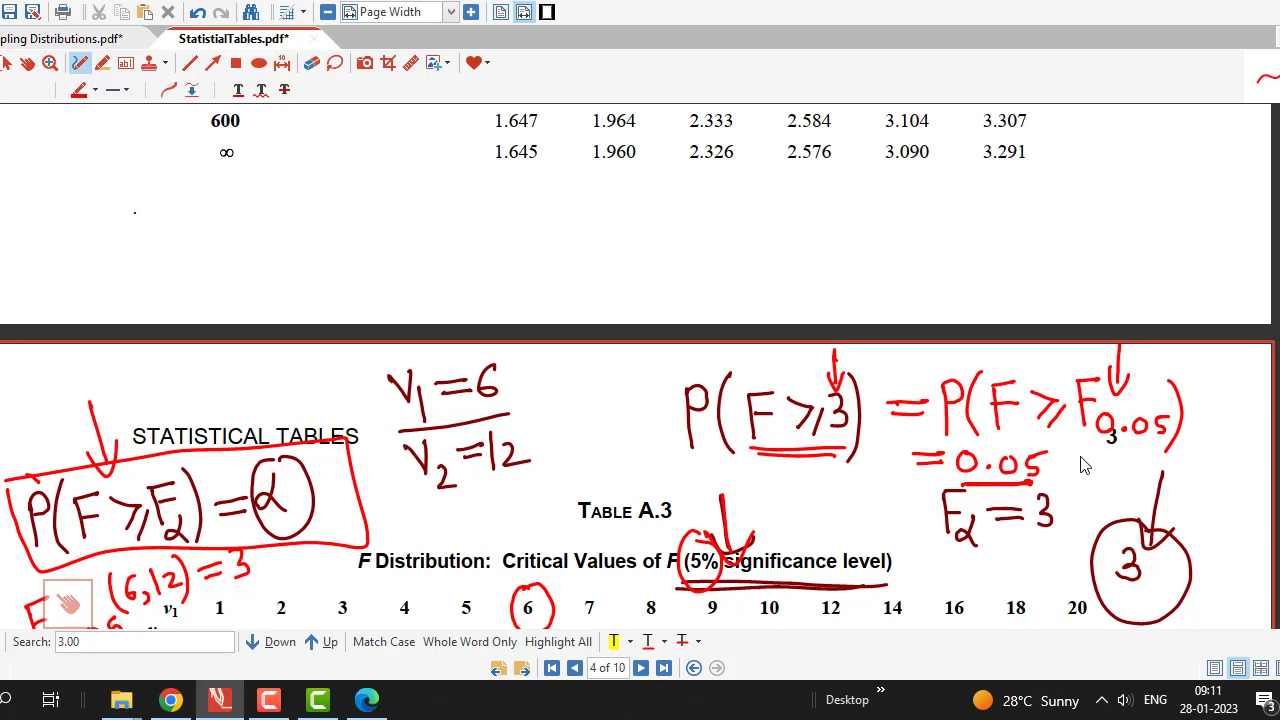 Page Width
pling Distributions.pdf*
StatistialTables.pdf*
600 1.647 1.964 2.333 2.584 3.104 3.307
∞ 1.645 1.960 2.326 2.576 3.090 3.291
V₁ = 6
V₂ = 12
P(F ≥ 3) = P(F ≥ F₀.₀₅)
= 0.05
STATISTICAL TABLES 3
P(F ≥ Fα) = α
Fα = 3
TABLE A.3
3
F Distribution: Critical Values of F (5% significance level)
(6,12) = 3
F
v₁ 1 2 3 4 5 6 7 8 9 10 12 14 16 18 20
Search: 3.00 Down Up Match Case Whole Word Only Highlight All T T T
4 of 10
Desktop » 28°C Sunny ENG 09:11
28-01-2023 3